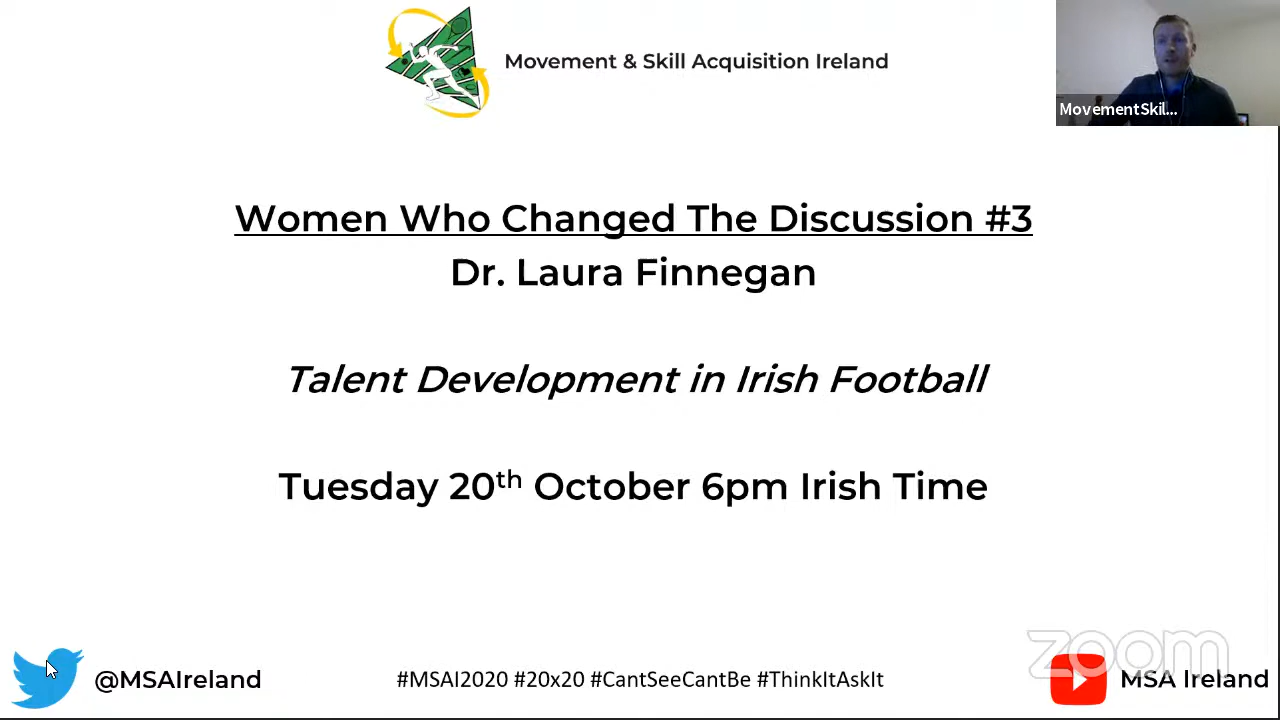 Movement & Skill Acquisition Ireland
MovementSkil...
Women Who Changed The Discussion #3
Dr. Laura Finnegan
Talent Development in Irish Football
Tuesday 20th October 6pm Irish Time
zoom
@MSAIreland
#MSAI2020 #20x20 #CantSeeCantBe #ThinkItAskIt
MSA Ireland